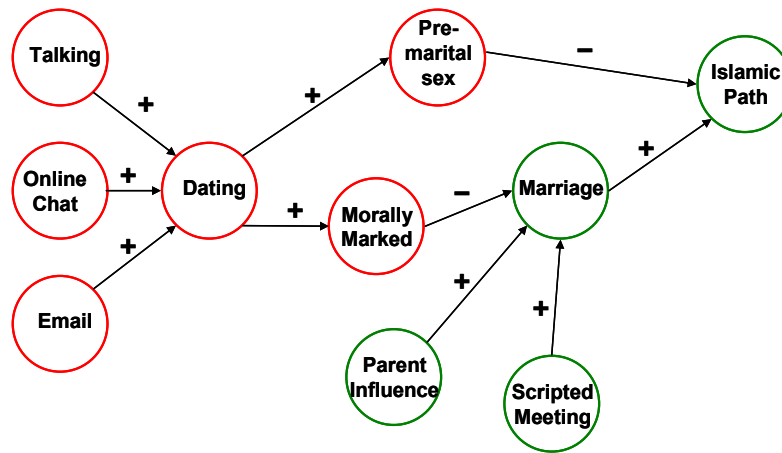 Talking
+
Online
Chat
+
Email
+
Dating
+
Pre-
marital
sex
–
Islamic
Path
+
Morally
Marked
–
Marriage
+
Parent
Influence
+
Scripted
Meeting
+